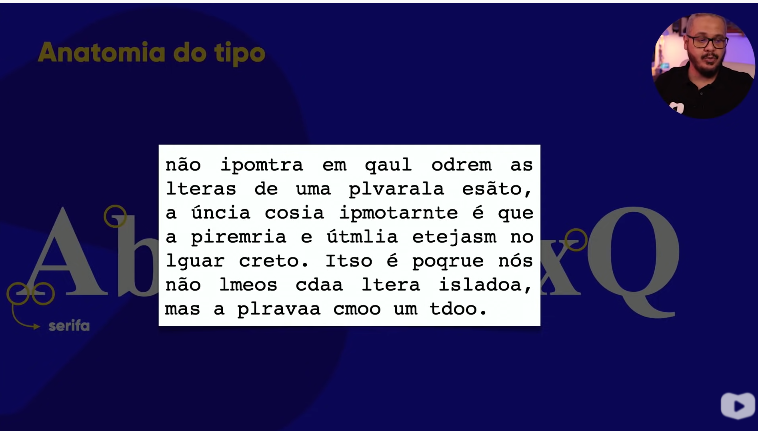 Anatomia do tipo
não ipomtra em qaul odrem as
lteras de uma plvarala esãto,
a úncia cosia ipmotarnte é que
a piremria e útmlia etejasm no
lguar creto. Itso é poqrue nós
não lmeos cdaa ltera isladoa,
mas a plravaa cmoo um tdoo.
Ab xQ
serifa